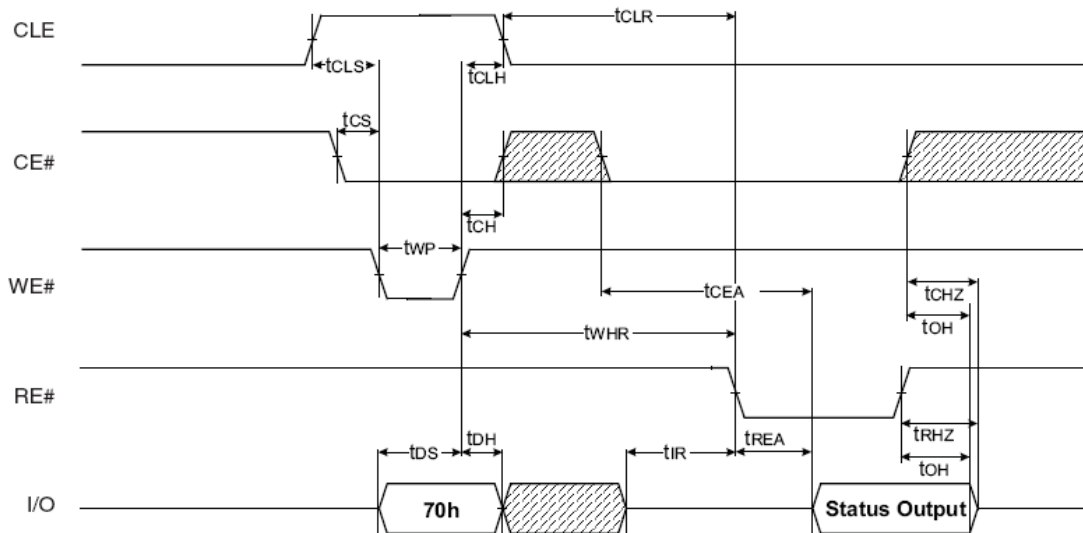 CLE
tCLR
tCLS
tCLH
CE#
tCS
tCH
WE#
tWP
tCEA
tCHZ
tOH
tWHR
RE#
tRHZ
tOH
tDS
tDH
tIR
tREA
I/O
70h
Status Output